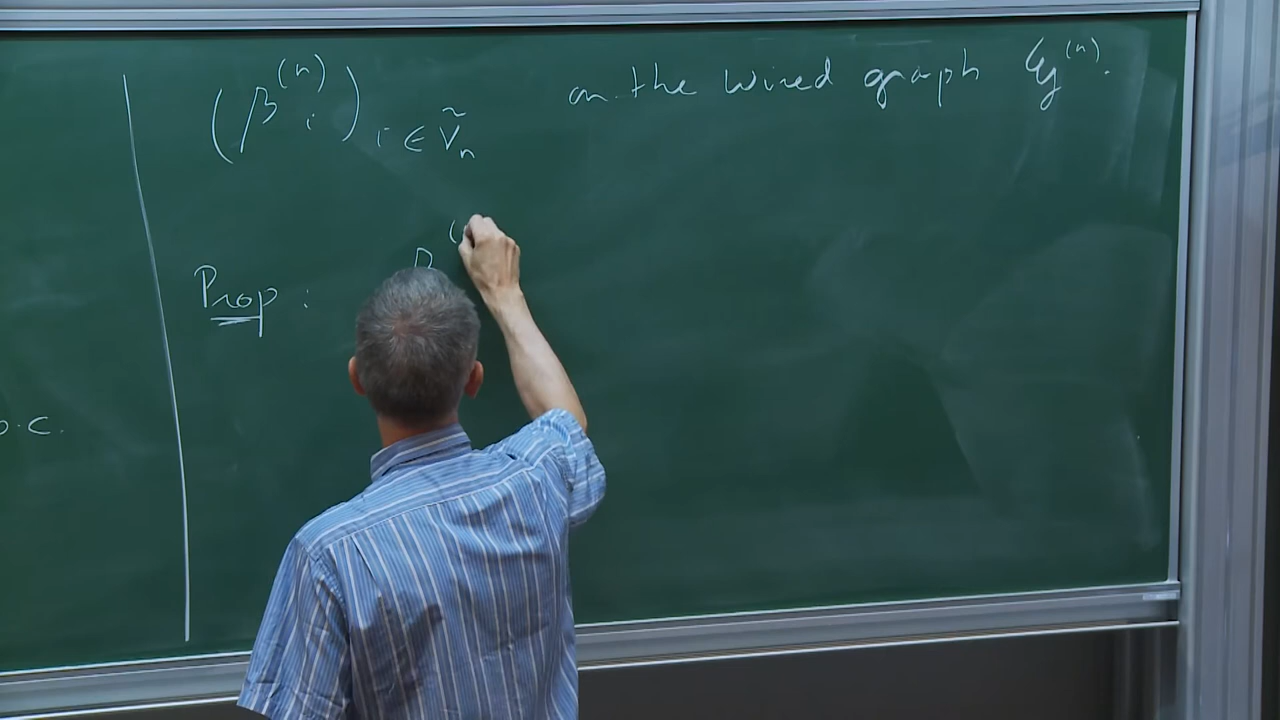 (β_i^{(n)})_{i ∈ Ṽ_n} on the wired graph 𝒢^{(n)}.
Prop : β^(
o.c.